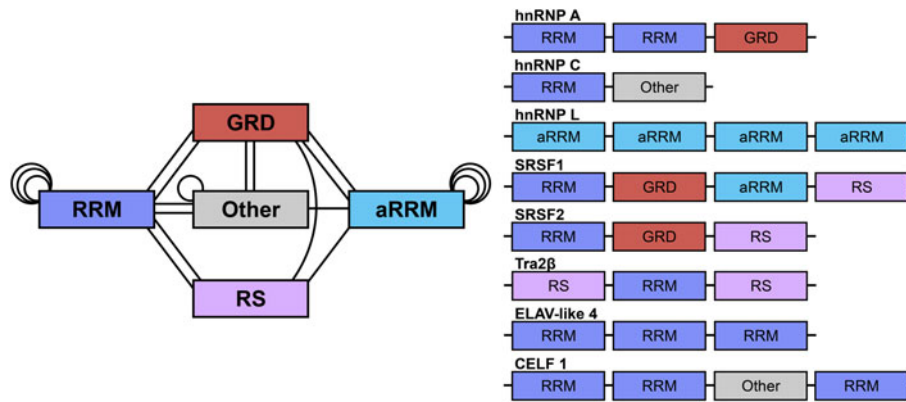 GRD
RRM
Other
aRRM
RS
hnRNP A
RRM RRM GRD
hnRNP C
RRM Other
hnRNP L
aRRM aRRM aRRM aRRM
SRSF1
RRM GRD aRRM RS
SRSF2
RRM GRD RS
Tra2β
RS RRM RS
ELAV-like 4
RRM RRM RRM
CELF 1
RRM RRM Other RRM